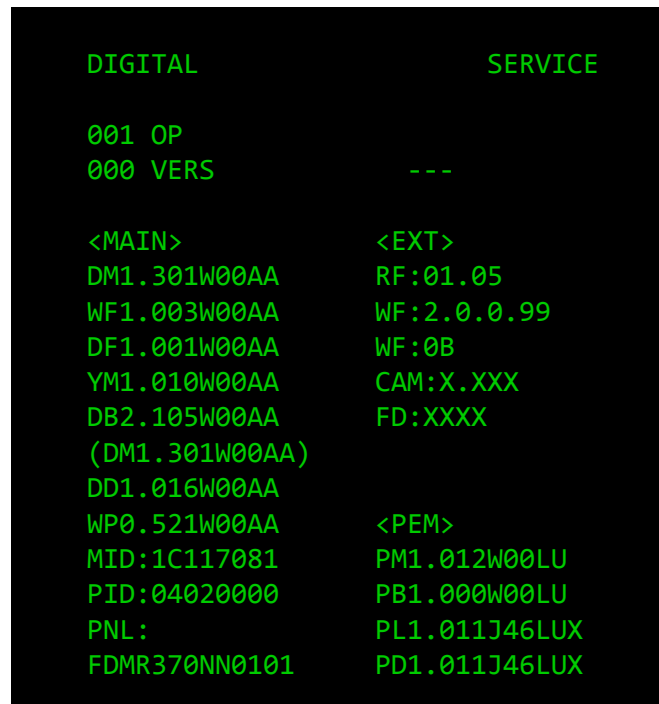 DIGITAL SERVICE
001 OP
000 VERS ---
<MAIN> <EXT>
DM1.301W00AA RF:01.05
WF1.003W00AA WF:2.0.0.99
DF1.001W00AA WF:0B
YM1.010W00AA CAM:X.XXX
DB2.105W00AA FD:XXXX
(DM1.301W00AA)
DD1.016W00AA
WP0.521W00AA <PEM>
MID:1C117081 PM1.012W00LU
PID:04020000 PB1.000W00LU
PNL: PL1.011J46LUX
FDMR370NN0101 PD1.011J46LUX